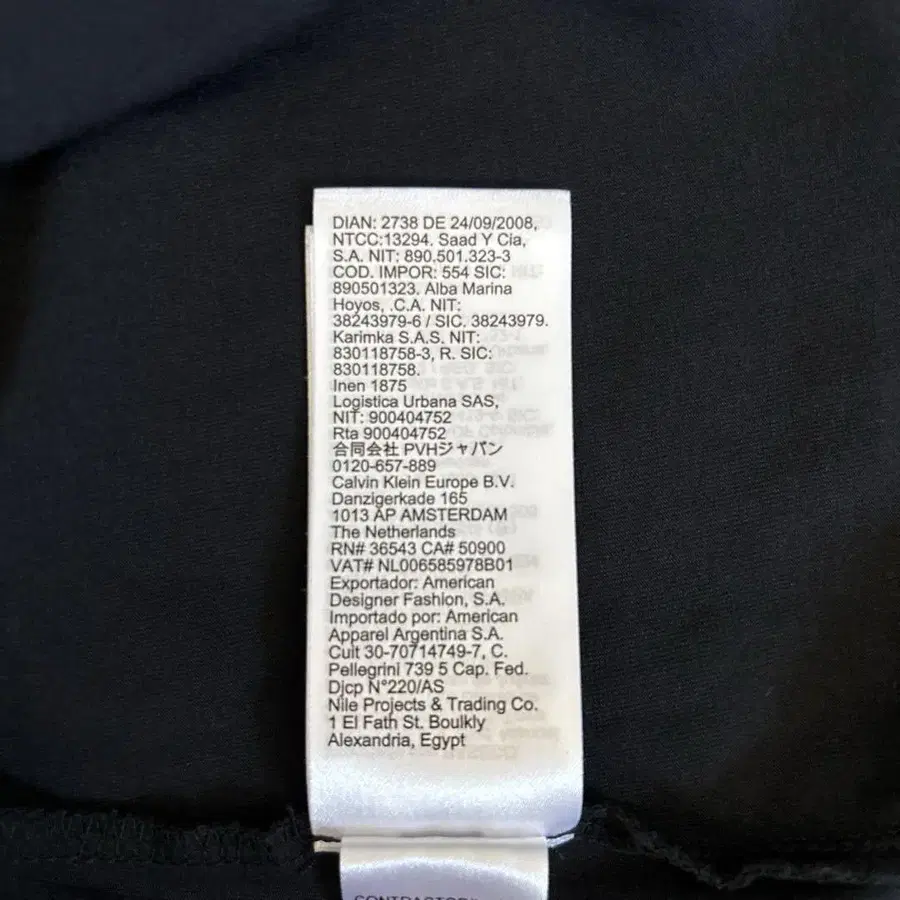 DIAN: 2738 DE 24/09/2008,
NTCC:13294. Saad Y Cia,
S.A. NIT: 890.501.323-3
COD. IMPOR: 554 SIC:
890501323. Alba Marina
Hoyos, .C.A. NIT:
38243979-6 / SIC. 38243979.
Karimka S.A.S. NIT:
830118758-3, R. SIC:
830118758.
Inen 1875
Logistica Urbana SAS,
NIT: 900404752
Rta 900404752
合同会社 PVHジャパン
0120-657-889
Calvin Klein Europe B.V.
Danzigerkade 165
1013 AP AMSTERDAM
The Netherlands
RN# 36543 CA# 50900
VAT# NL006585978B01
Exportador: American
Designer Fashion, S.A.
Importado por: American
Apparel Argentina S.A.
Cuit 30-70714749-7, C.
Pellegrini 739 5 Cap. Fed.
Djcp N°220/AS
Nile Projects & Trading Co.
1 El Fath St. Boulkly
Alexandria, Egypt